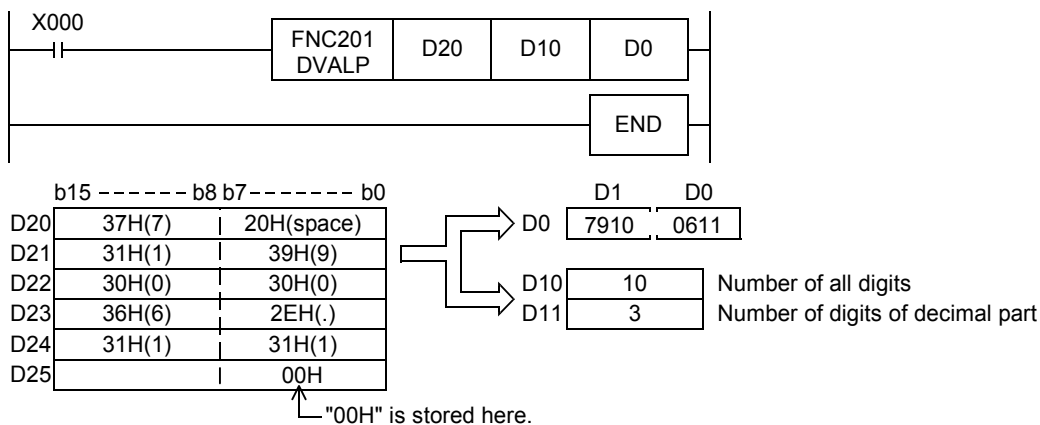 X000
FNC201 DVALP D20 D10 D0
END
b15 ------ b8 b7------- b0
D20 37H(7) 20H(space)
D21 31H(1) 39H(9)
D22 30H(0) 30H(0)
D23 36H(6) 2EH(.)
D24 31H(1) 31H(1)
D25 00H
"00H" is stored here.
D1 D0
D0 7910 0611
D10 10 Number of all digits
D11 3 Number of digits of decimal part